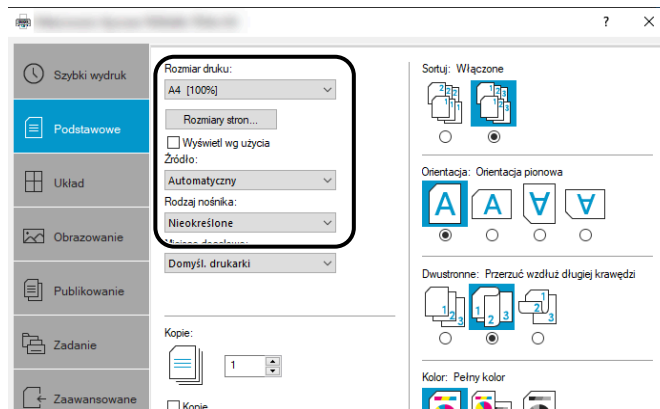 ? ×
Szybki wydruk
Podstawowe
Układ
Obrazowanie
Publikowanie
Zadanie
Zaawansowane
Rozmiar druku:
A4 [100%]
Rozmiary stron...
Wyświetl wg użycia
Źródło:
Automatyczny
Rodzaj nośnika:
Nieokreślone
Domyśl. drukarki
Kopie:
1
Kopie
Sortuj: Włączone
Orientacja: Orientacja pionowa
Dwustronne: Przerzuć wzdłuż długiej krawędzi
Kolor: Pełny kolor